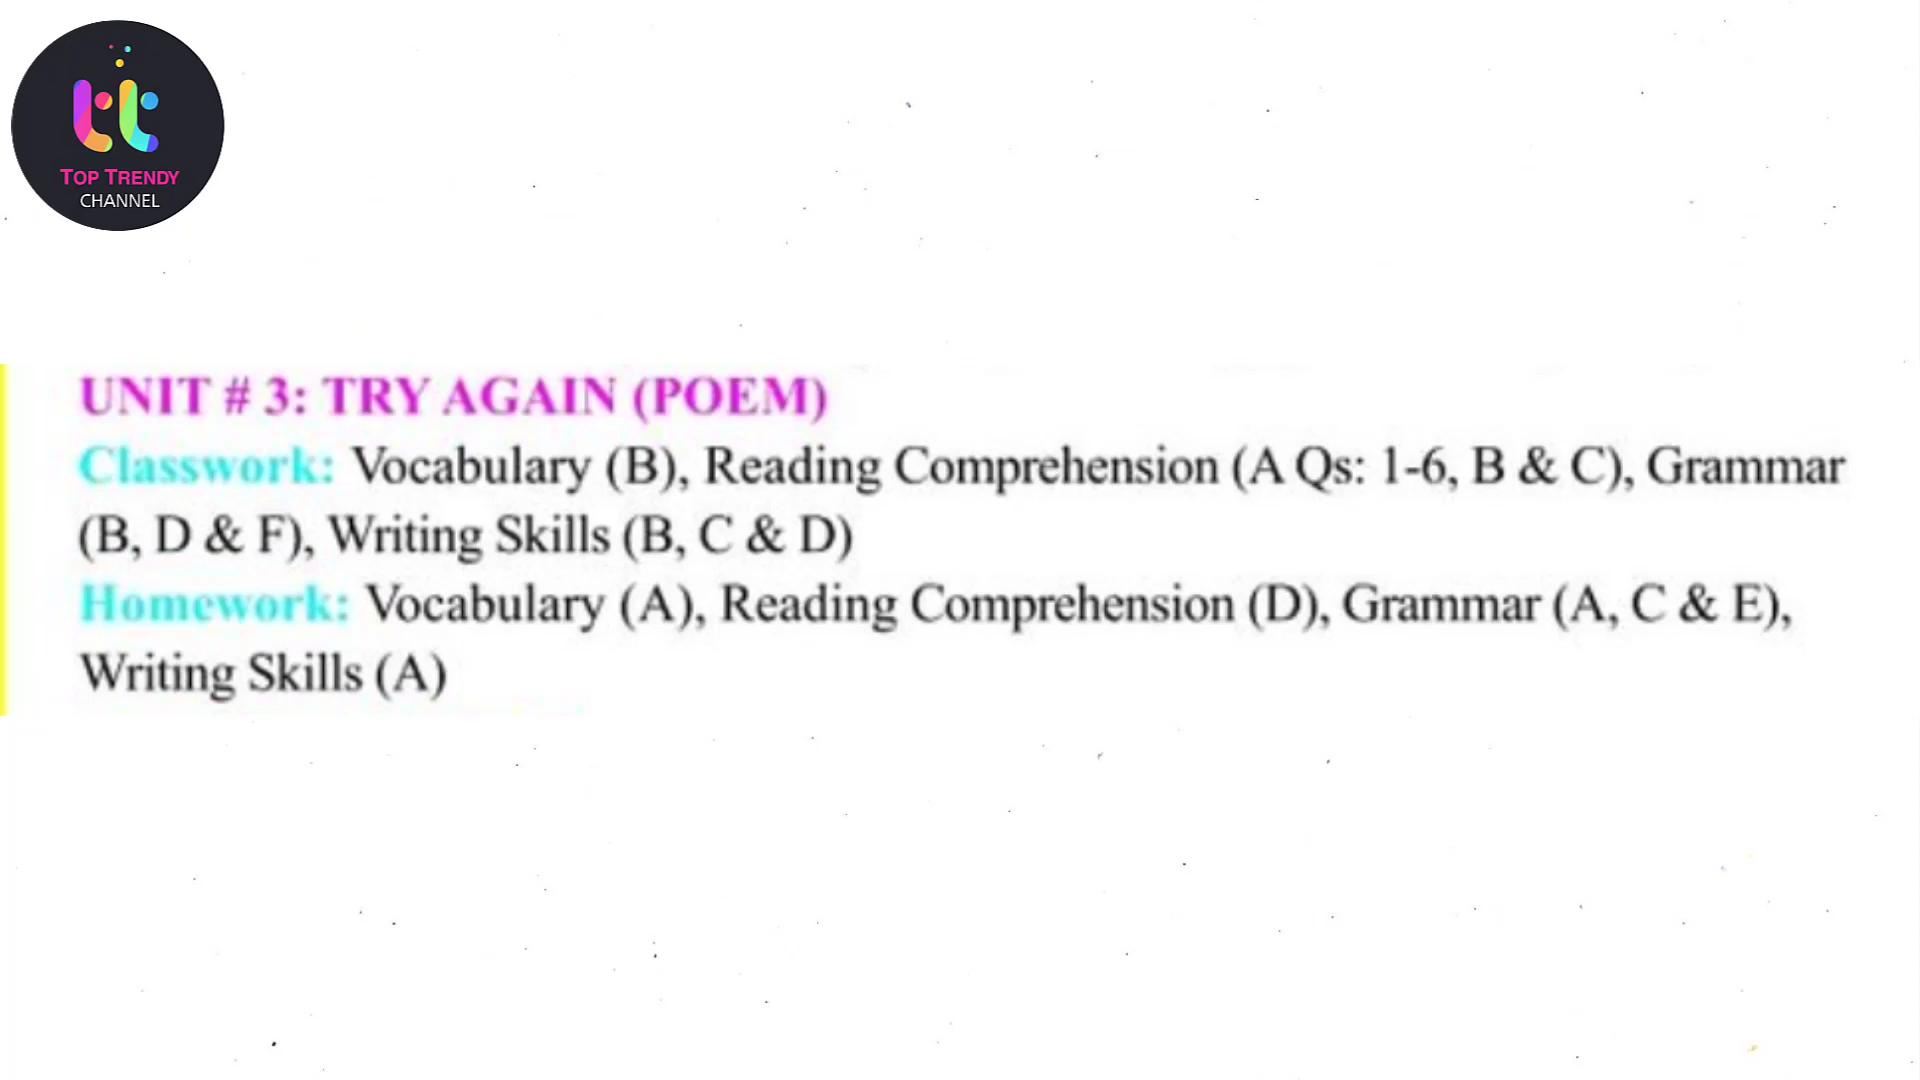 TOP TRENDY
CHANNEL
UNIT # 3: TRY AGAIN (POEM)
Classwork: Vocabulary (B), Reading Comprehension (A Qs: 1-6, B & C), Grammar
(B, D & F), Writing Skills (B, C & D)
Homework: Vocabulary (A), Reading Comprehension (D), Grammar (A, C & E),
Writing Skills (A)